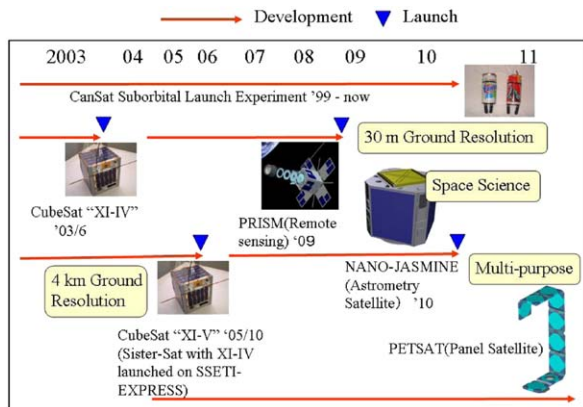 Development
Launch
2003 04 05 06 07 08 09 10 11
CanSat Suborbital Launch Experiment ’99 - now
30 m Ground Resolution
Space Science
CubeSat “XI-IV”
’03/6
PRISM(Remote
sensing) ‘09
4 km Ground
Resolution
NANO-JASMINE
(Astrometry
Satellite) ’10
Multi-purpose
CubeSat “XI-V” ‘05/10
(Sister-Sat with XI-IV
launched on SSETI-
EXPRESS)
PETSAT(Panel Satellite)